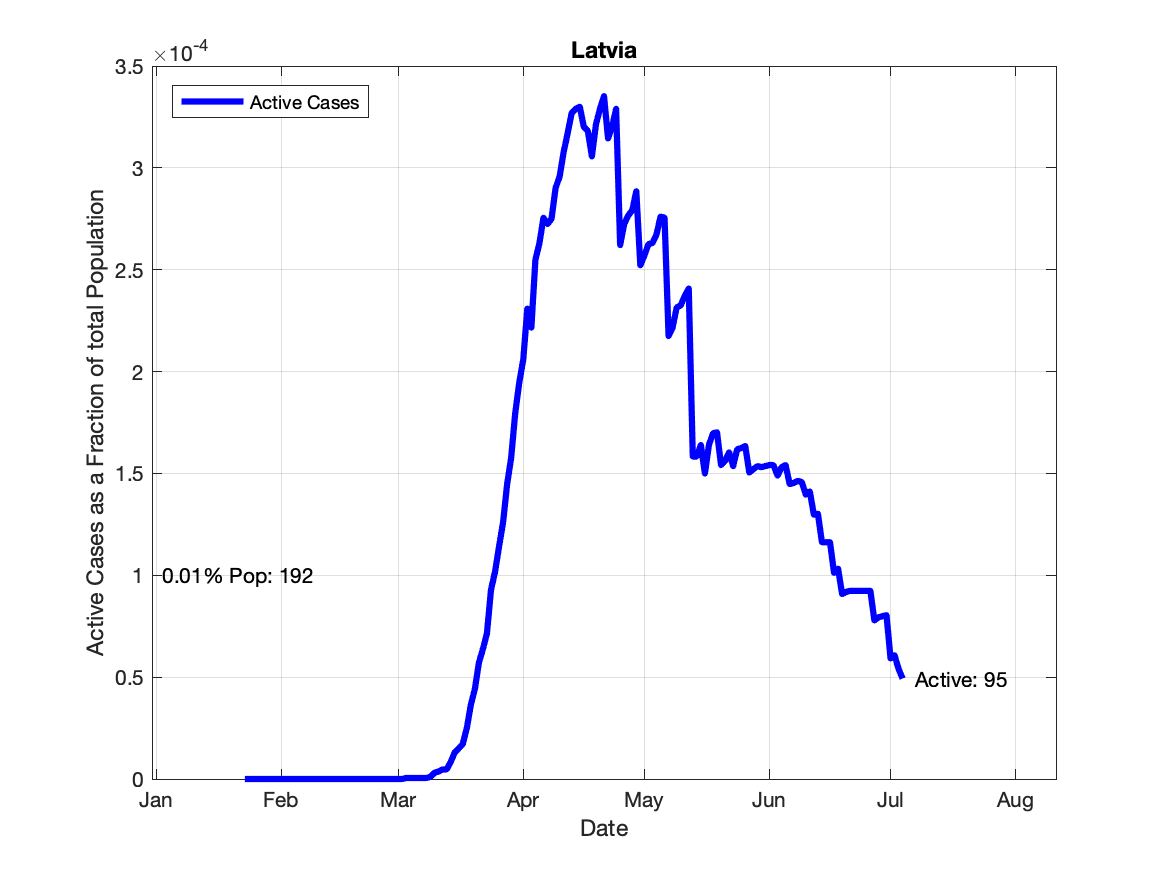 Latvia
×10-4
3.5
3
2.5
2
1.5
1
0.5
0
Active Cases as a Fraction of total Population
Active Cases
0.01% Pop: 192
Active: 95
Jan Feb Mar Apr May Jun Jul Aug
Date